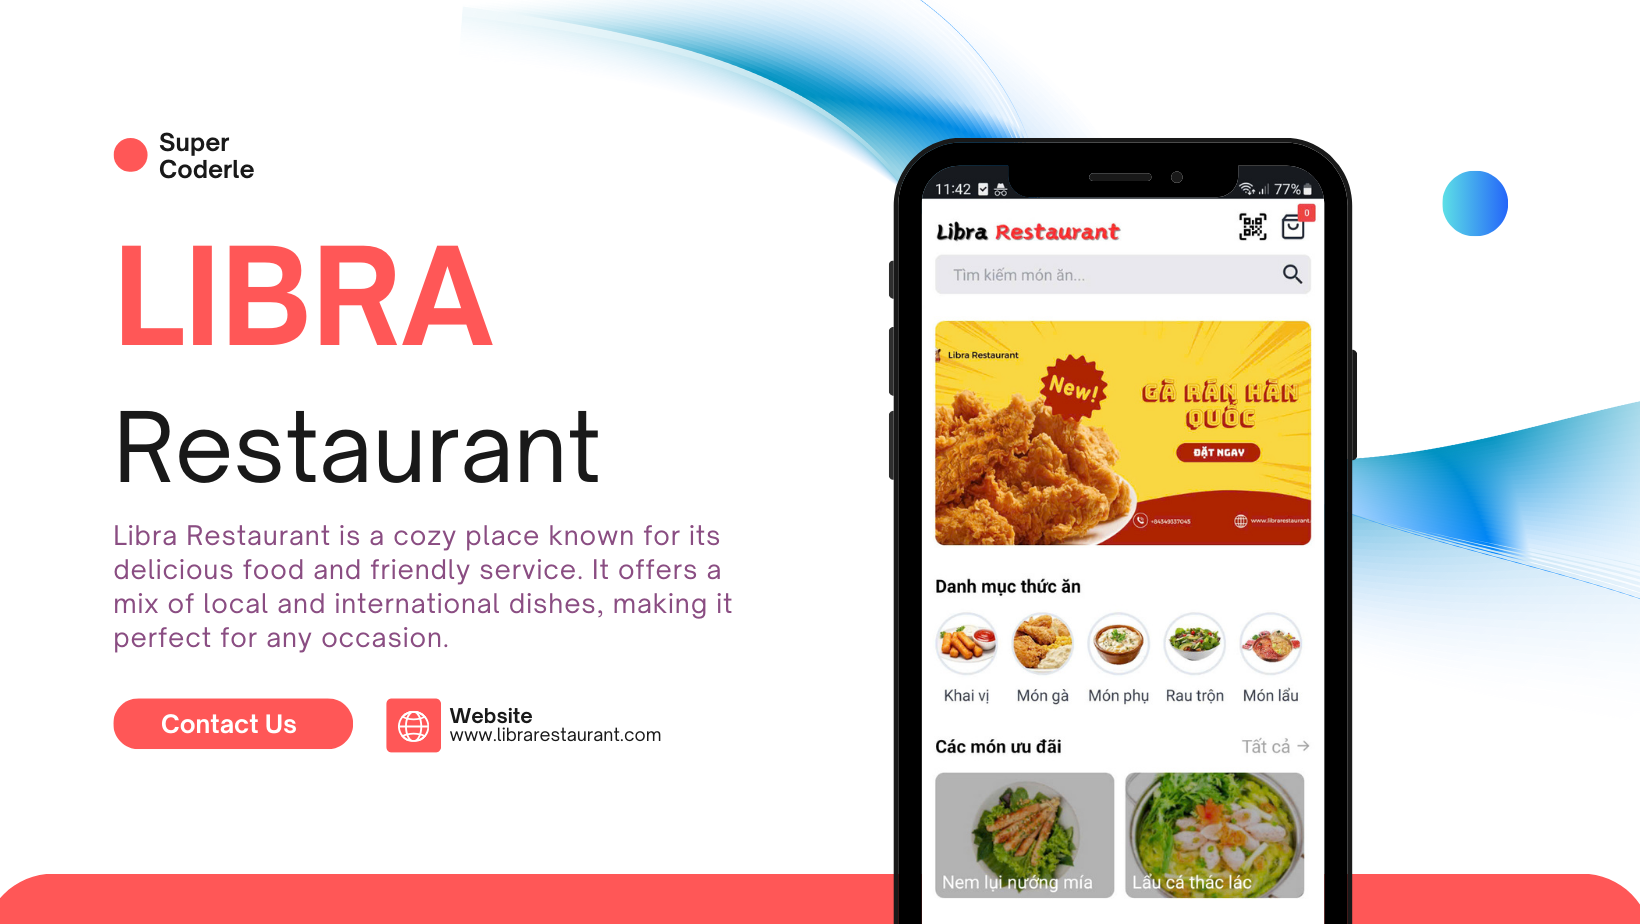 Super
Coderle
LIBRA
Restaurant
Libra Restaurant is a cozy place known for its
delicious food and friendly service. It offers a
mix of local and international dishes, making it
perfect for any occasion.
Contact Us
Website
www.librarestaurant.com
11:42
77%
Libra Restaurant
0
Tìm kiếm món ăn...
Libra Restaurant
New!
GÀ RÁN HÀN
QUỐC
ĐẶT NGAY
+84349337045
www.librarestaurant.
Danh mục thức ăn
Khai vị
Món gà
Món phụ
Rau trộn
Món lẩu
Các món ưu đãi
Tất cả →
Nem lụi nướng mía
Lẩu cá thác lác